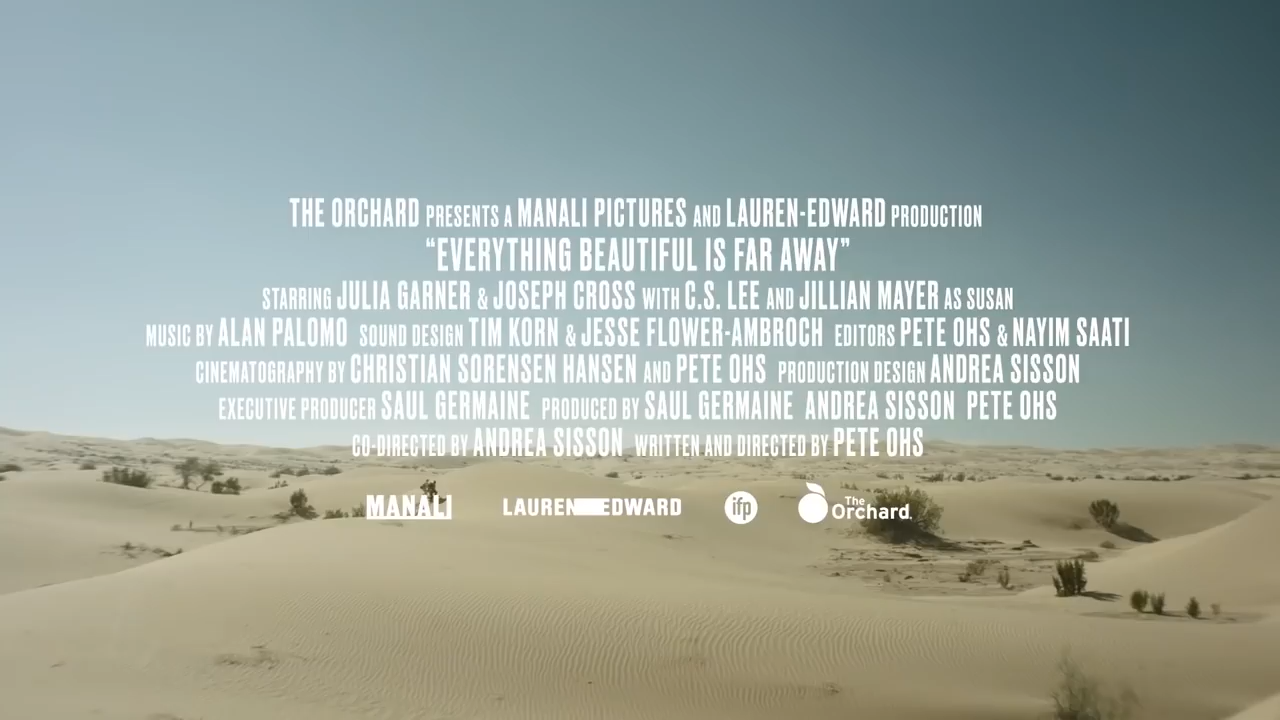 THE ORCHARD PRESENTS A MANALI PICTURES AND LAUREN-EDWARD PRODUCTION
“EVERYTHING BEAUTIFUL IS FAR AWAY”
STARRING JULIA GARNER & JOSEPH CROSS WITH C.S. LEE AND JILLIAN MAYER AS SUSAN
MUSIC BY ALAN PALOMO SOUND DESIGN TIM KORN & JESSE FLOWER-AMBROCH EDITORS PETE OHS & NAYIM SAATI
CINEMATOGRAPHY BY CHRISTIAN SORENSEN HANSEN AND PETE OHS PRODUCTION DESIGN ANDREA SISSON
EXECUTIVE PRODUCER SAUL GERMAINE PRODUCED BY SAUL GERMAINE ANDREA SISSON PETE OHS
CO-DIRECTED BY ANDREA SISSON WRITTEN AND DIRECTED BY PETE OHS
MANALI LAUREN EDWARD ifp The Orchard.